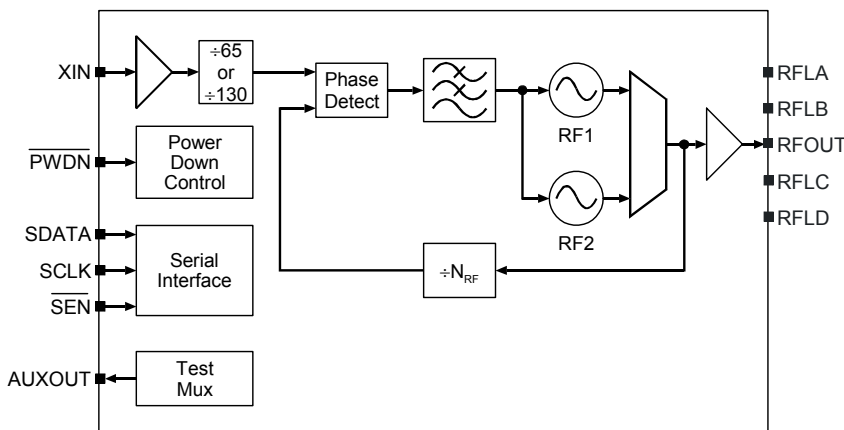 XIN
÷65
or
÷130
Phase
Detect
RF1
RF2
RFLA
RFLB
RFOUT
RFLC
RFLD
PWDN
Power
Down
Control
SDATA
SCLK
SEN
Serial
Interface
÷NRF
AUXOUT
Test
Mux